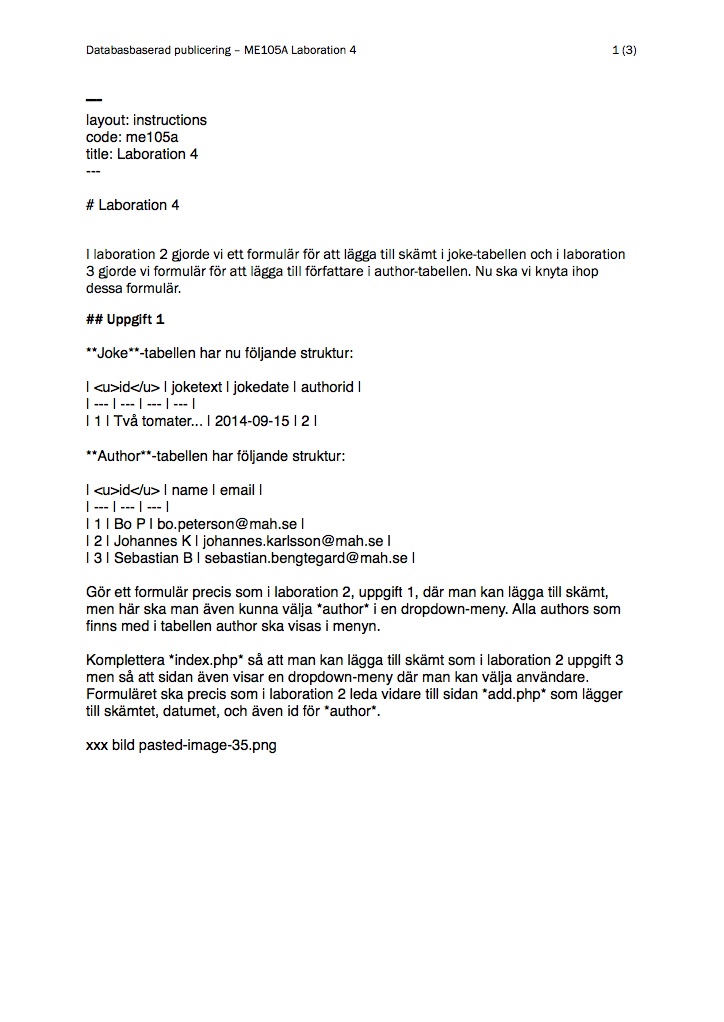 Databasbaserad publicering – ME105A Laboration 4 1 (3)
—
layout: instructions
code: me105a
title: Laboration 4
---
# Laboration 4
I laboration 2 gjorde vi ett formulär för att lägga till skämt i joke-tabellen och i laboration
3 gjorde vi formulär för att lägga till författare i author-tabellen. Nu ska vi knyta ihop
dessa formulär.
## Uppgift 1
**Joke**-tabellen har nu följande struktur:
| <u>id</u> | joketext | jokedate | authorid |
| --- | --- | --- | --- |
| 1 | Två tomater... | 2014-09-15 | 2 |
**Author**-tabellen har följande struktur:
| <u>id</u> | name | email |
| --- | --- | --- |
| 1 | Bo P | bo.peterson@mah.se |
| 2 | Johannes K | johannes.karlsson@mah.se |
| 3 | Sebastian B | sebastian.bengtegard@mah.se |
Gör ett formulär precis som i laboration 2, uppgift 1, där man kan lägga till skämt,
men här ska man även kunna välja *author* i en dropdown-meny. Alla authors som
finns med i tabellen author ska visas i menyn.
Komplettera *index.php* så att man kan lägga till skämt som i laboration 2 uppgift 3
men så att sidan även visar en dropdown-meny där man kan välja användare.
Formuläret ska precis som i laboration 2 leda vidare till sidan *add.php* som lägger
till skämtet, datumet, och även id för *author*.
xxx bild pasted-image-35.png